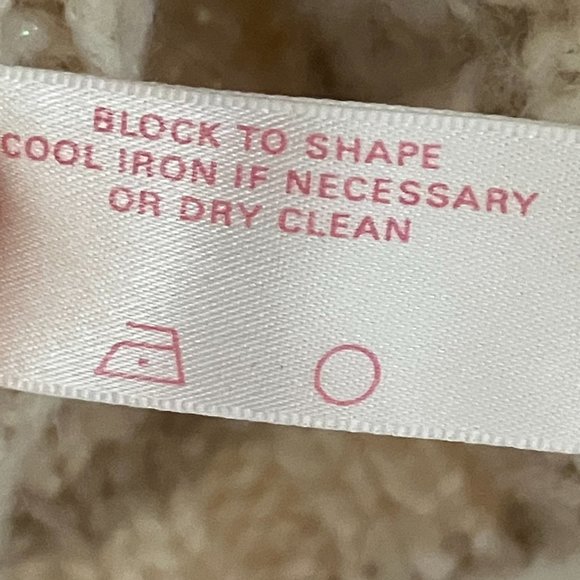 BLOCK TO SHAPE
COOL IRON IF NECESSARY
OR DRY CLEAN